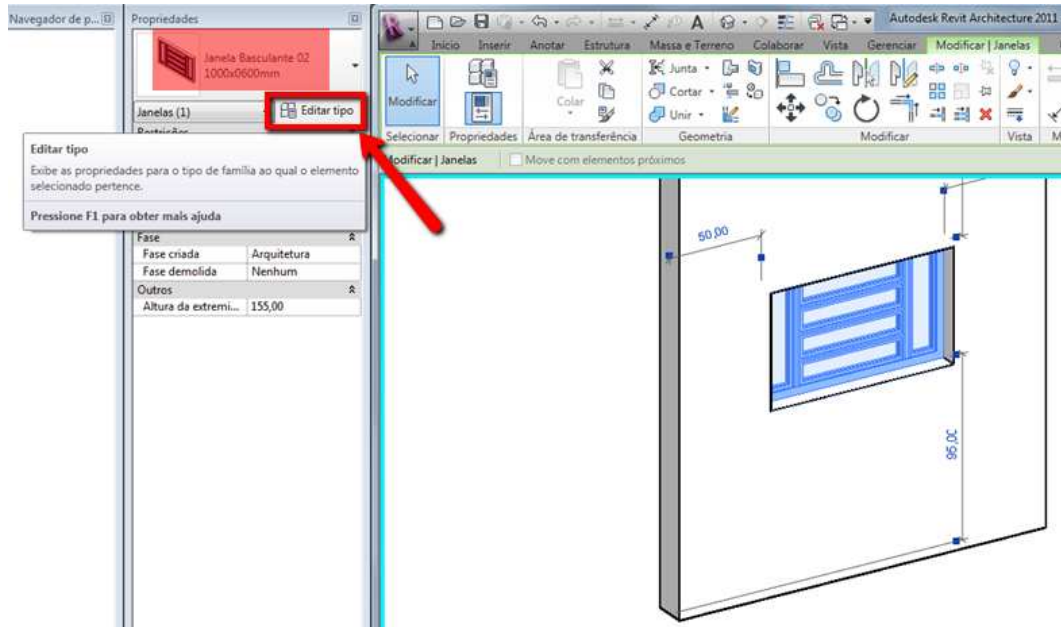 Navegador de p...
Propriedades
Janela Basculante 02
1000x0600mm
Janelas (1)
Editar tipo
Restrições
Editar tipo
Exibe as propriedades para o tipo de família ao qual o elemento
selecionado pertence.
Pressione F1 para obter mais ajuda
Fase
Fase criada Arquitetura
Fase demolida Nenhum
Outros
Altura da extremi... 155,00
Autodesk Revit Architecture 2011
Início Inserir Anotar Estrutura Massa e Terreno Colaborar Vista Gerenciar Modificar | Janelas
Modificar
Colar
Junta
Cortar
Unir
Selecionar Propriedades Área de transferência Geometria Modificar Vista M
Modificar | Janelas Move com elementos próximos
50,00
95,00